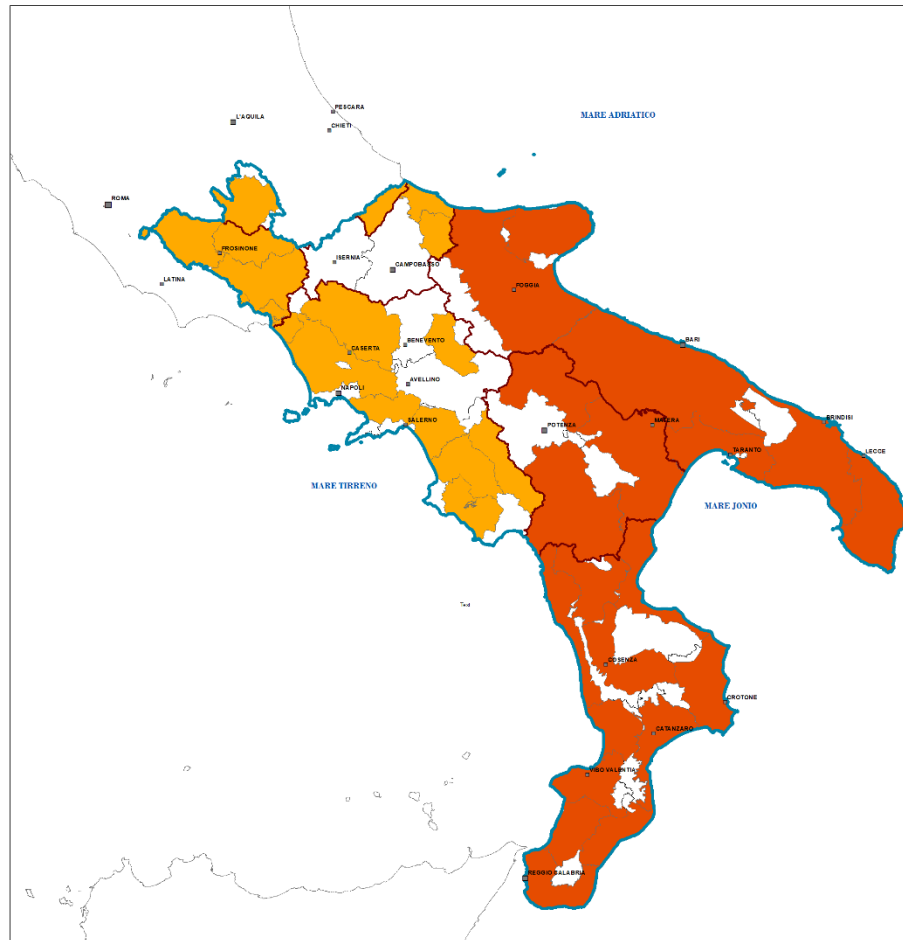 PESCARA
MARE ADRIATICO
L'AQUILA
CHIETI
ROMA
FROSINONE
ISERNIA
CAMPOBASSO
LATINA
FOGGIA
BENEVENTO
BARI
CASERTA
AVELLINO
NAPOLI
SALERNO
POTENZA
MATERA
BRINDISI
TARANTO
LECCE
MARE TIRRENO
MARE JONIO
Text
COSENZA
CROTONE
CATANZARO
VIBO VALENTIA
REGGIO CALABRIA